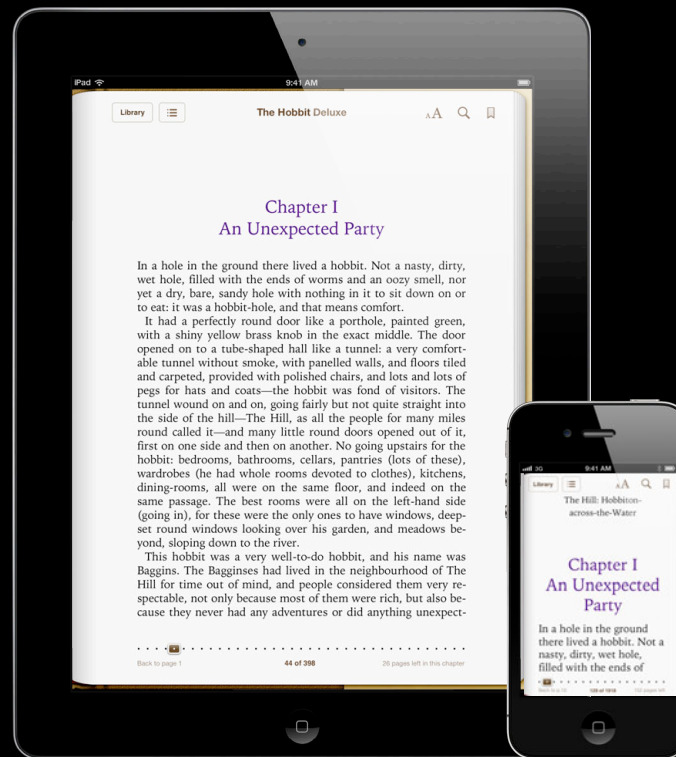 iPad
9:41 AM
Library
The Hobbit Deluxe
AA
Chapter I
An Unexpected Party
In a hole in the ground there lived a hobbit. Not a nasty, dirty,
wet hole, filled with the ends of worms and an oozy smell, nor
yet a dry, bare, sandy hole with nothing in it to sit down on or
to eat: it was a hobbit-hole, and that means comfort.
It had a perfectly round door like a porthole, painted green,
with a shiny yellow brass knob in the exact middle. The door
opened on to a tube-shaped hall like a tunnel: a very comfort-
able tunnel without smoke, with panelled walls, and floors tiled
and carpeted, provided with polished chairs, and lots and lots of
pegs for hats and coats—the hobbit was fond of visitors. The
tunnel wound on and on, going fairly but not quite straight into
the side of the hill—The Hill, as all the people for many miles
round called it—and many little round doors opened out of it,
first on one side and then on another. No going upstairs for the
hobbit: bedrooms, bathrooms, cellars, pantries (lots of these),
wardrobes (he had whole rooms devoted to clothes), kitchens,
dining-rooms, all were on the same floor, and indeed on the
same passage. The best rooms were all on the left-hand side
(going in), for these were the only ones to have windows, deep-
set round windows looking over his garden, and meadows be-
yond, sloping down to the river.
This hobbit was a very well-to-do hobbit, and his name was
Baggins. The Bagginses had lived in the neighbourhood of The
Hill for time out of mind, and people considered them very re-
spectable, not only because most of them were rich, but also be-
cause they never had any adventures or did anything unexpect-
Back to page 1
44 of 398
26 pages left in this chapter
3G
9:41 AM
Library
AA
The Hill: Hobbiton-
across-the-Water
Chapter I
An Unexpected
Party
In a hole in the ground
there lived a hobbit. Not a
nasty, dirty, wet hole,
filled with the ends of